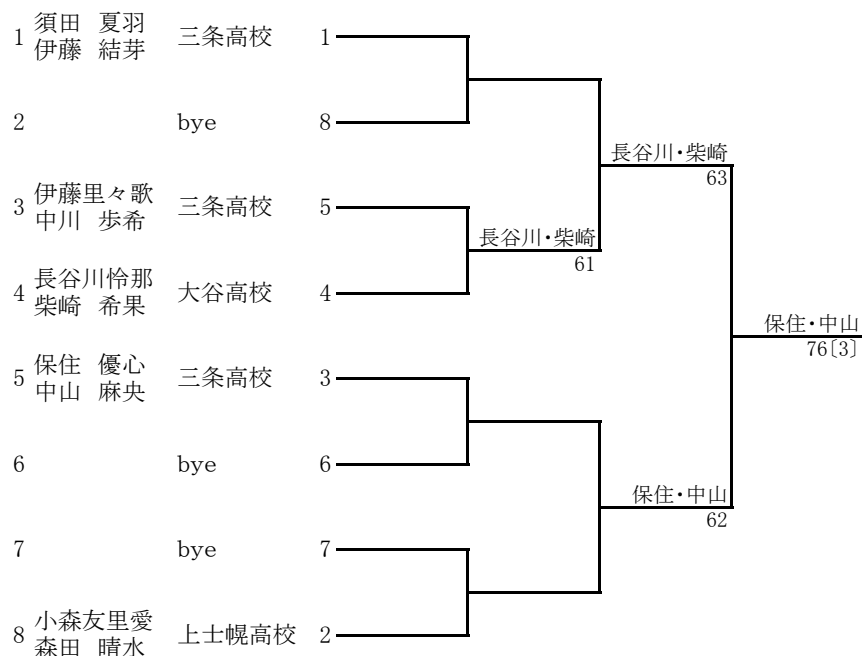 1 須田 夏羽 伊藤 結芽 三条高校 1
2 bye 8
長谷川・柴崎
63
3 伊藤里々歌 中川 歩希 三条高校 5
長谷川・柴崎
61
4 長谷川怜那 柴崎 希果 大谷高校 4
保住・中山
76〔3〕
5 保住 優心 中山 麻央 三条高校 3
6 bye 6
保住・中山
62
7 bye 7
8 小森友里愛 森田 晴水 上士幌高校 2